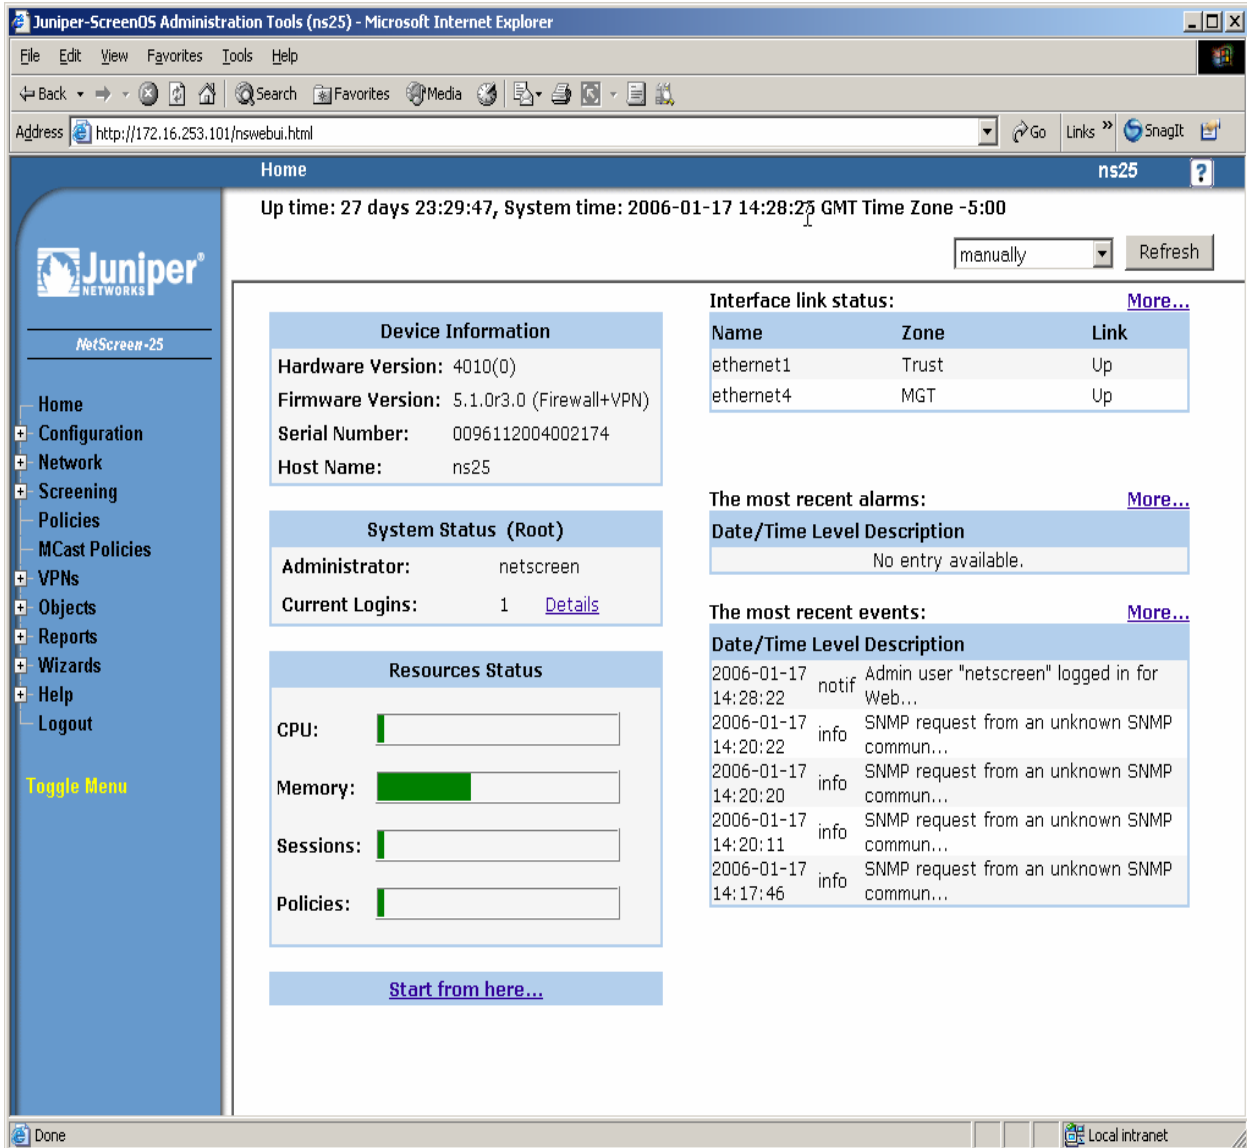 Juniper-ScreenOS Administration Tools (ns25) - Microsoft Internet Explorer
File Edit View Favorites Tools Help
Back Search Favorites Media
Address http://172.16.253.101/nswebui.html Go Links » SnagIt
Home ns25 ?
Up time: 27 days 23:29:47, System time: 2006-01-17 14:28:25 GMT Time Zone -5:00
manually Refresh
Juniper®
NETWORKS
NetScreen-25
Home
Configuration
Network
Screening
Policies
MCast Policies
VPNs
Objects
Reports
Wizards
Help
Logout
Toggle Menu
Device Information
Hardware Version: 4010(0)
Firmware Version: 5.1.0r3.0 (Firewall+VPN)
Serial Number: 0096112004002174
Host Name: ns25
System Status (Root)
Administrator: netscreen
Current Logins: 1 Details
Resources Status
CPU:
Memory:
Sessions:
Policies:
Start from here...
Interface link status: More...
Name Zone Link
ethernet1 Trust Up
ethernet4 MGT Up
The most recent alarms: More...
Date/Time Level Description
No entry available.
The most recent events: More...
Date/Time Level Description
2006-01-17 14:28:22 notif Admin user "netscreen" logged in for Web...
2006-01-17 14:20:22 info SNMP request from an unknown SNMP commun...
2006-01-17 14:20:20 info SNMP request from an unknown SNMP commun...
2006-01-17 14:20:11 info SNMP request from an unknown SNMP commun...
2006-01-17 14:17:46 info SNMP request from an unknown SNMP commun...
Done Local intranet